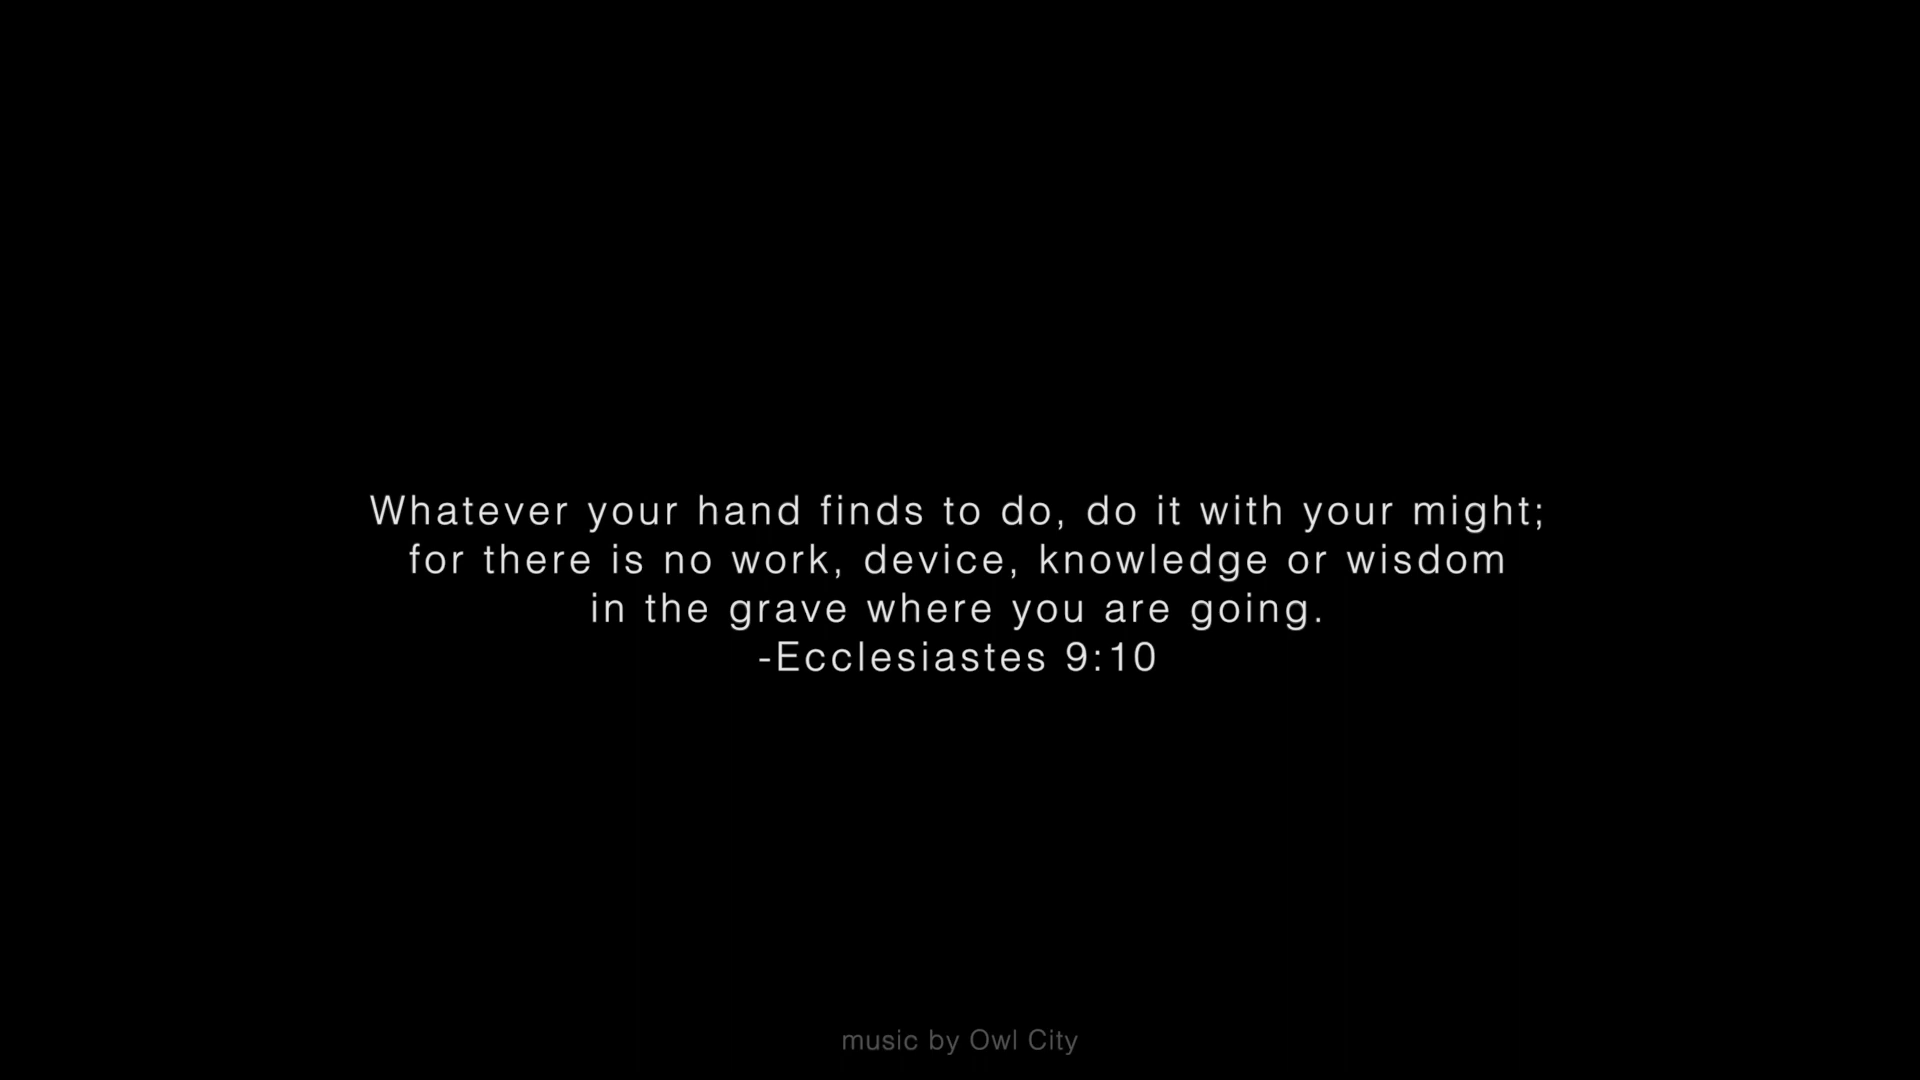 Whatever your hand finds to do, do it with your might;
for there is no work, device, knowledge or wisdom
in the grave where you are going.
-Ecclesiastes 9:10
music by Owl City